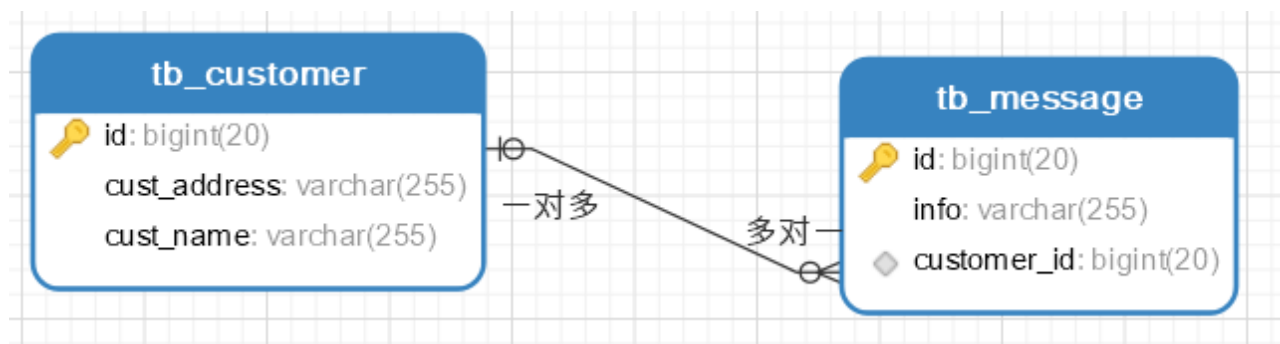 tb_customer
id: bigint(20)
cust_address: varchar(255)
cust_name: varchar(255)
一对多
多对一
tb_message
id: bigint(20)
info: varchar(255)
customer_id: bigint(20)